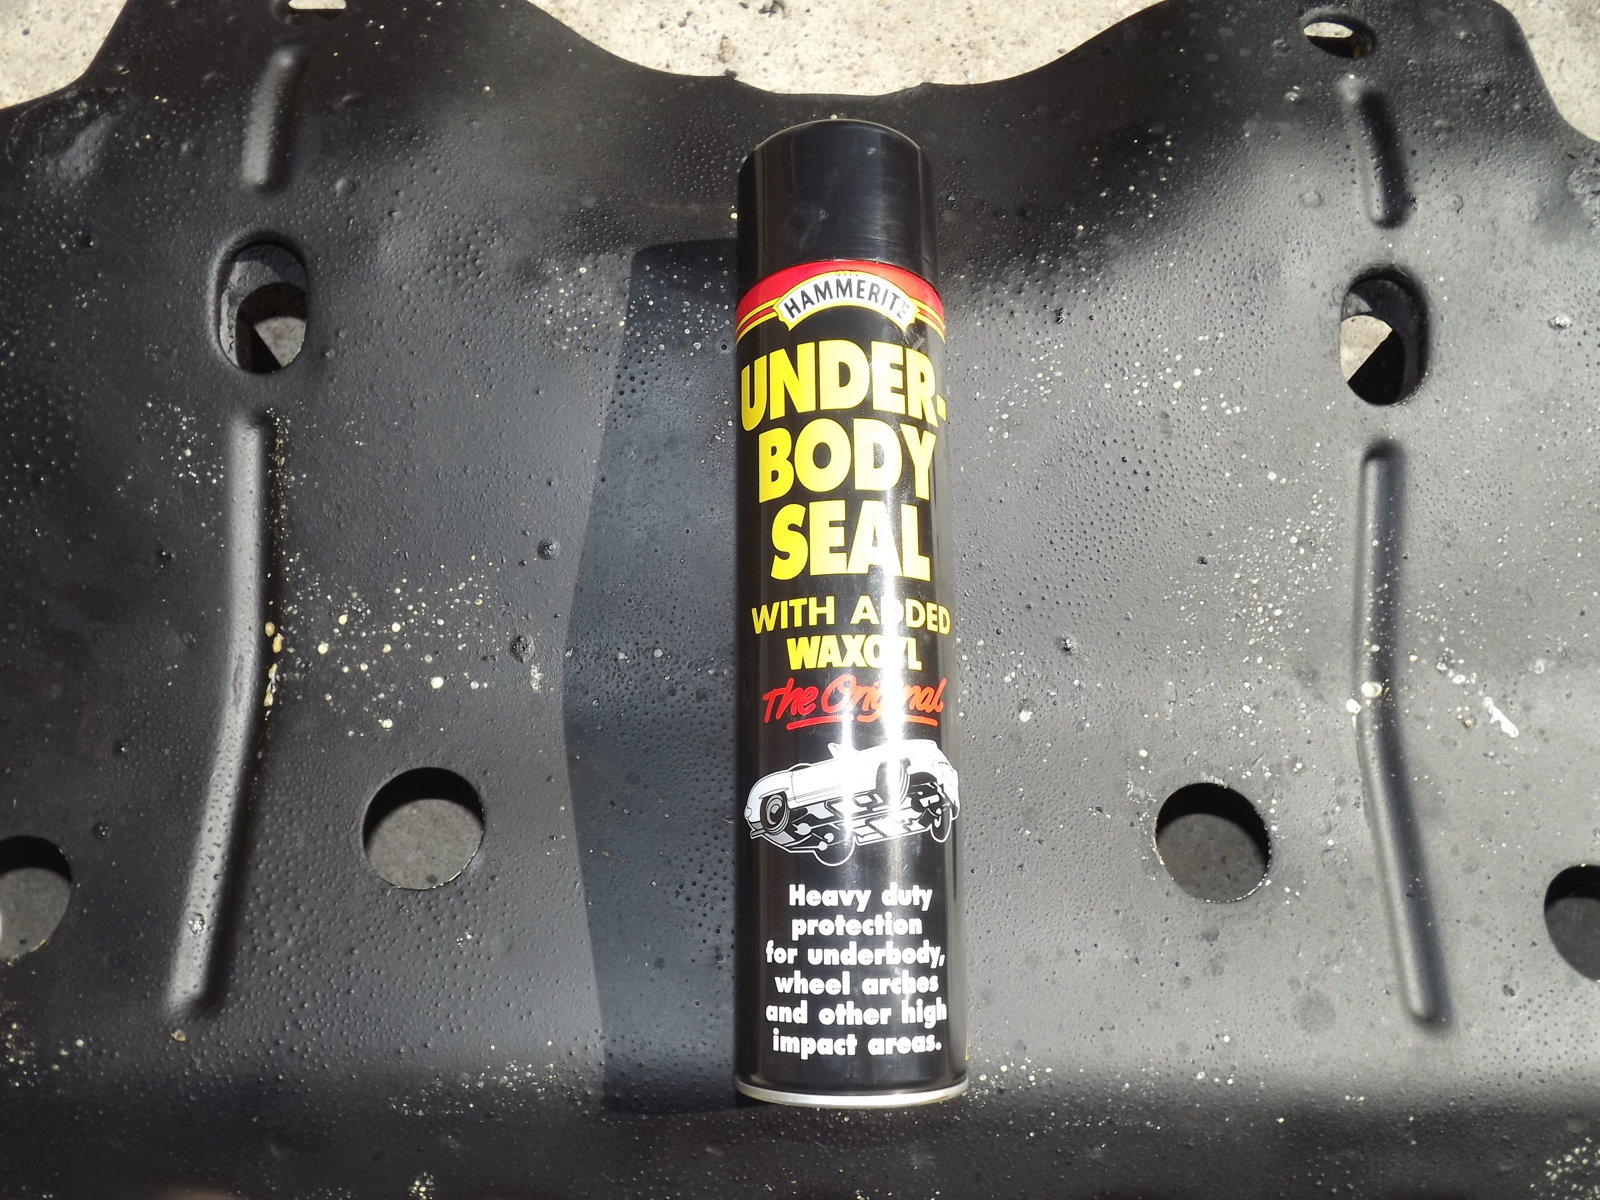 HAMMERITE
UNDER-
BODY
SEAL
WITH ADDED
WAXOYL
The Original
Heavy duty
protection
for underbody,
wheel arches
and other high
impact areas.